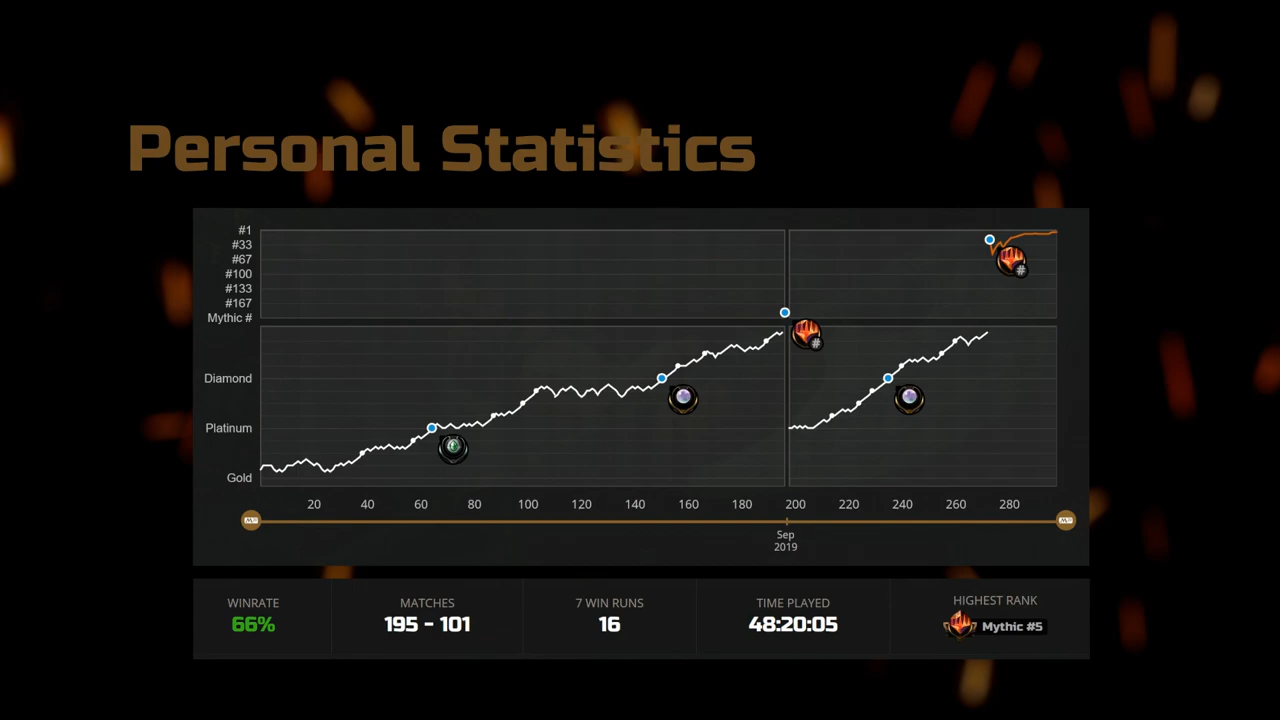 Personal Statistics
#1
#33
#67
#100
#133
#167
Mythic #
#
#
Diamond
Platinum
Gold
20 40 60 80 100 120 140 160 180 200 220 240 260 280
Sep
2019
WINRATE MATCHES 7 WIN RUNS TIME PLAYED HIGHEST RANK
66% 195 - 101 16 48:20:05 Mythic #5